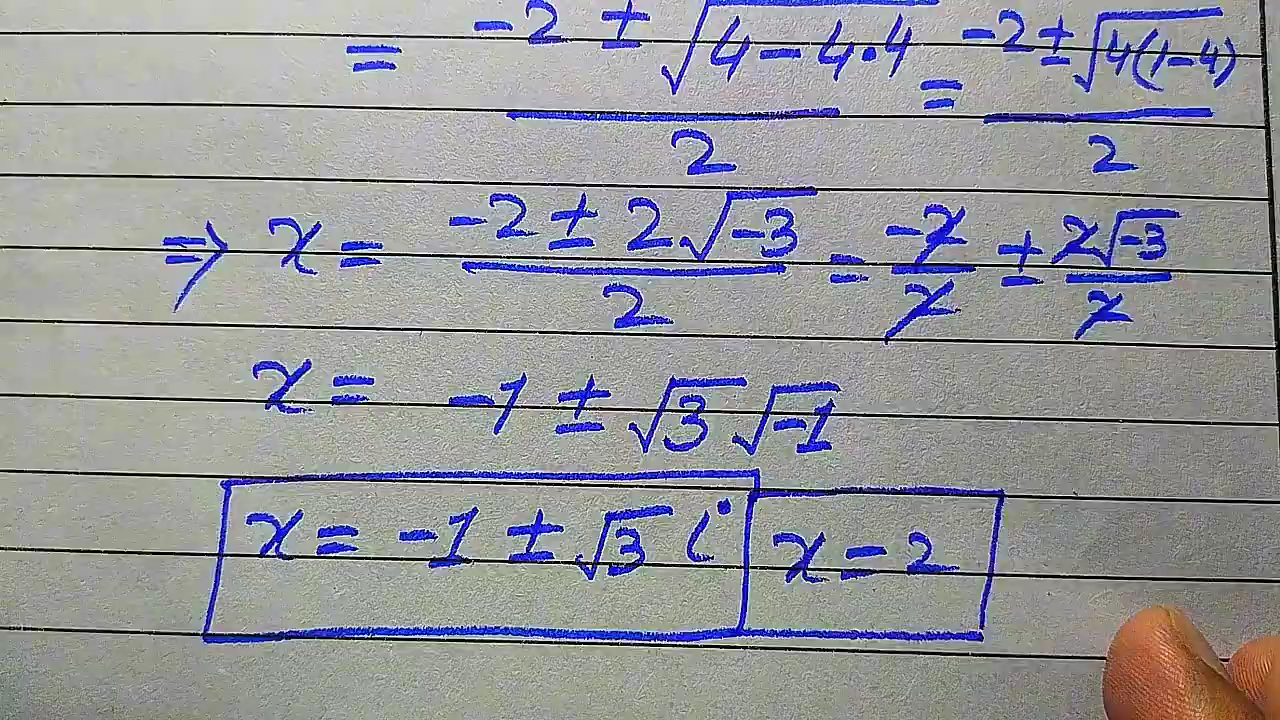 = (-2 ± √(4-4·4))/2 = (-2±√(4(1-4)))/2
⇒ x = (-2 ± 2√-3)/2 = -2/2 ± 2√-3/2
x = -1 ± √3 √-1
x = -1 ± √3 i x = 2